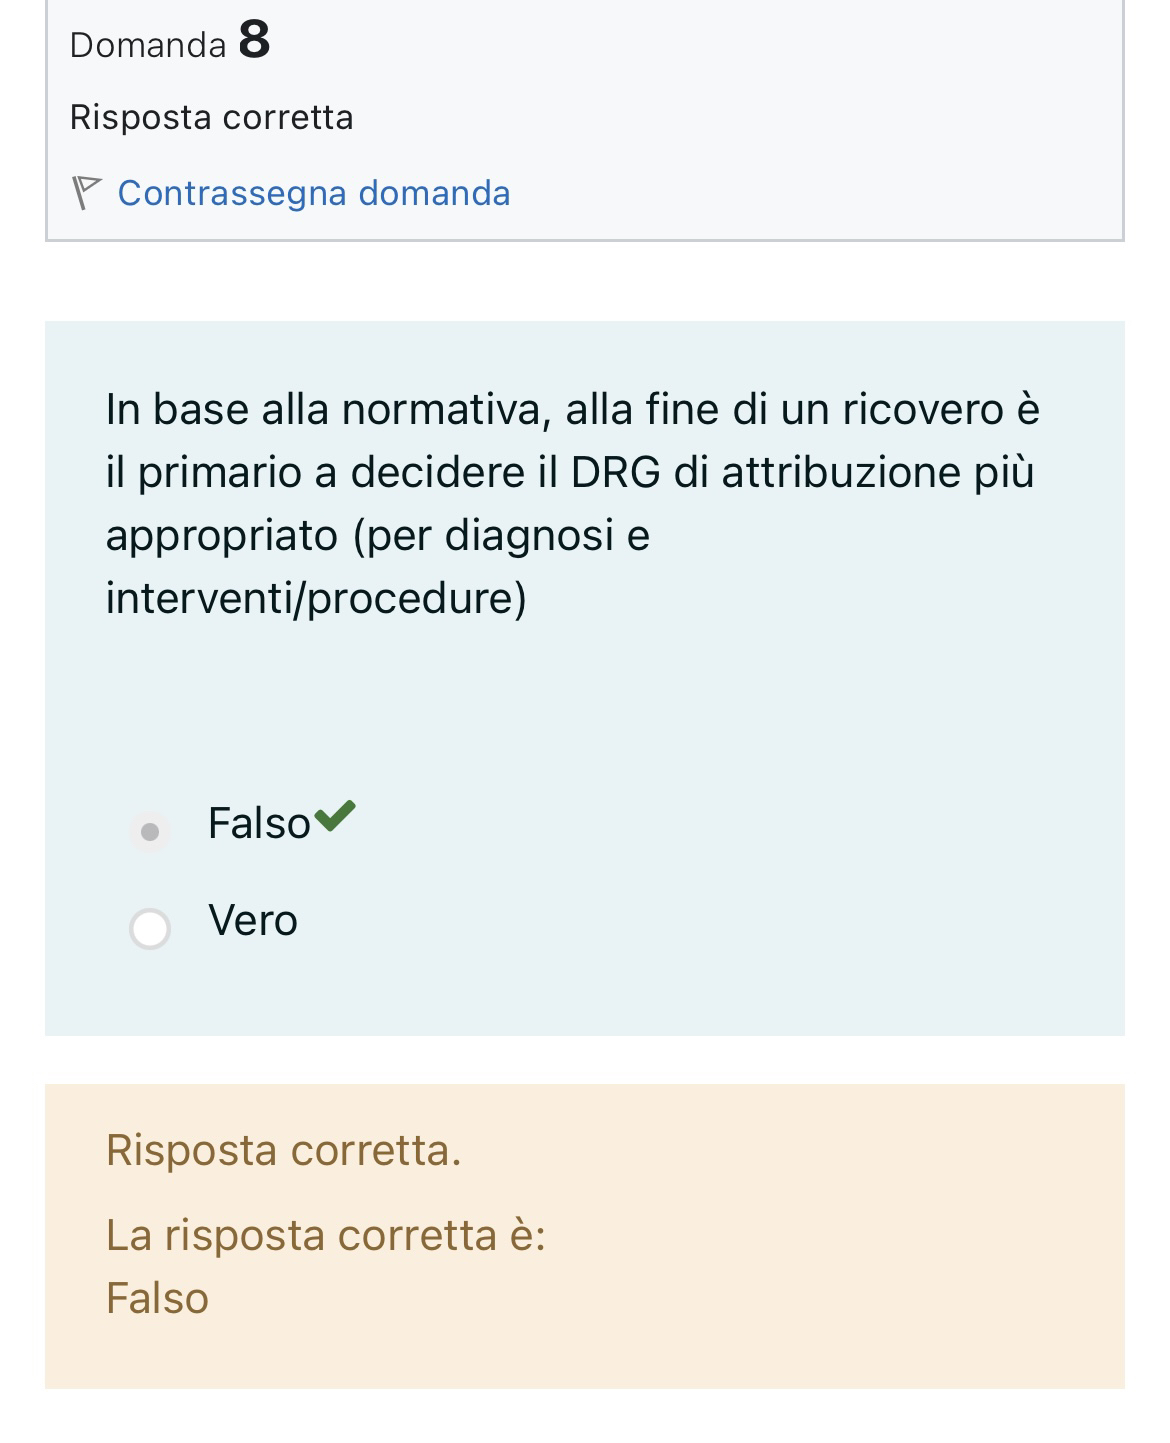 Domanda 8
Risposta corretta
Contrassegna domanda
In base alla normativa, alla fine di un ricovero è
il primario a decidere il DRG di attribuzione più
appropriato (per diagnosi e
interventi/procedure)
Falso
Vero
Risposta corretta.
La risposta corretta è:
Falso